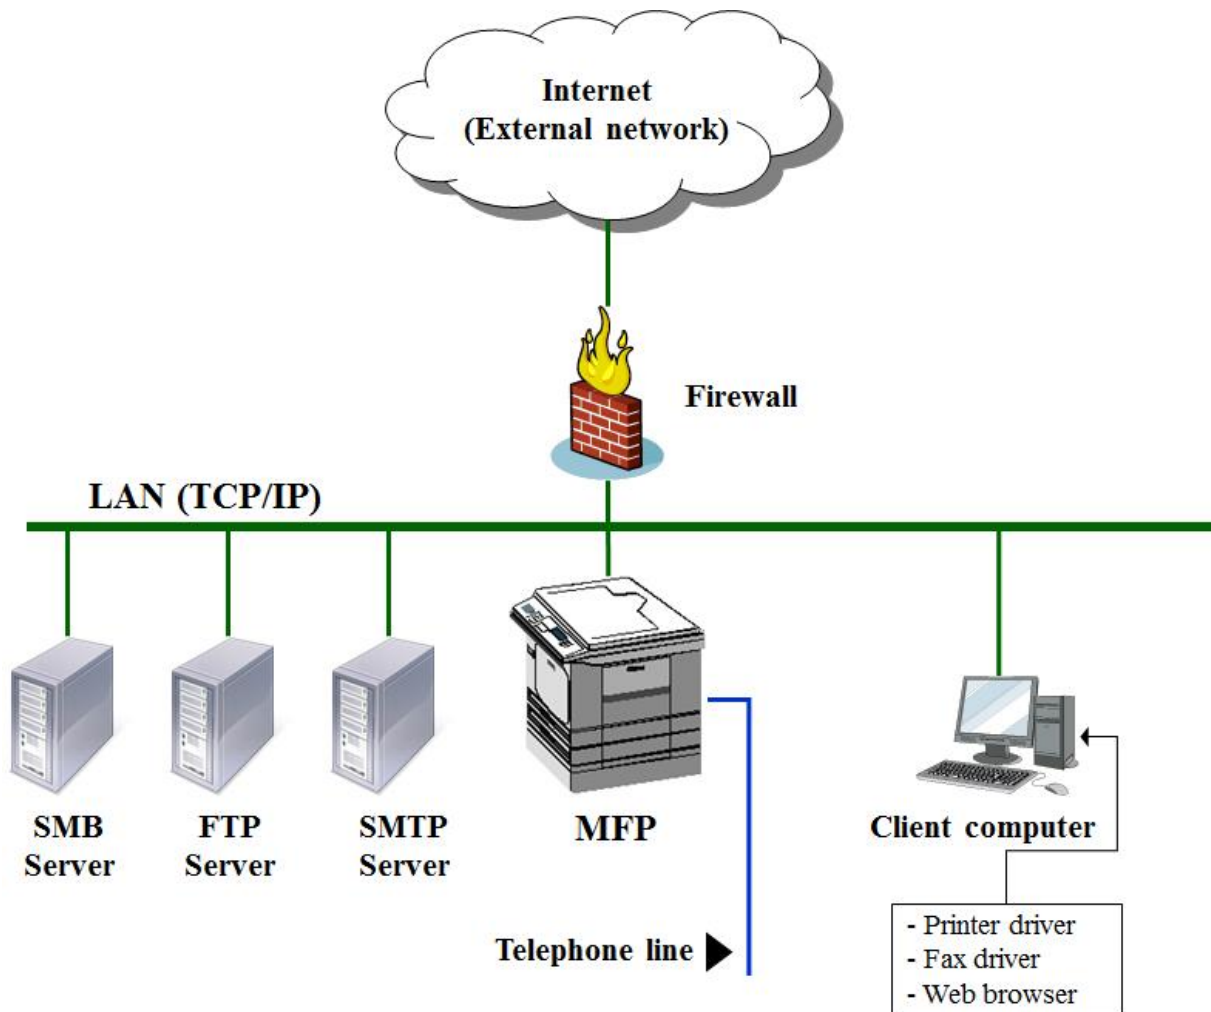 Internet
(External network)
Firewall
LAN (TCP/IP)
SMB
Server
FTP
Server
SMTP
Server
MFP
Client computer
Telephone line
- Printer driver
- Fax driver
- Web browser